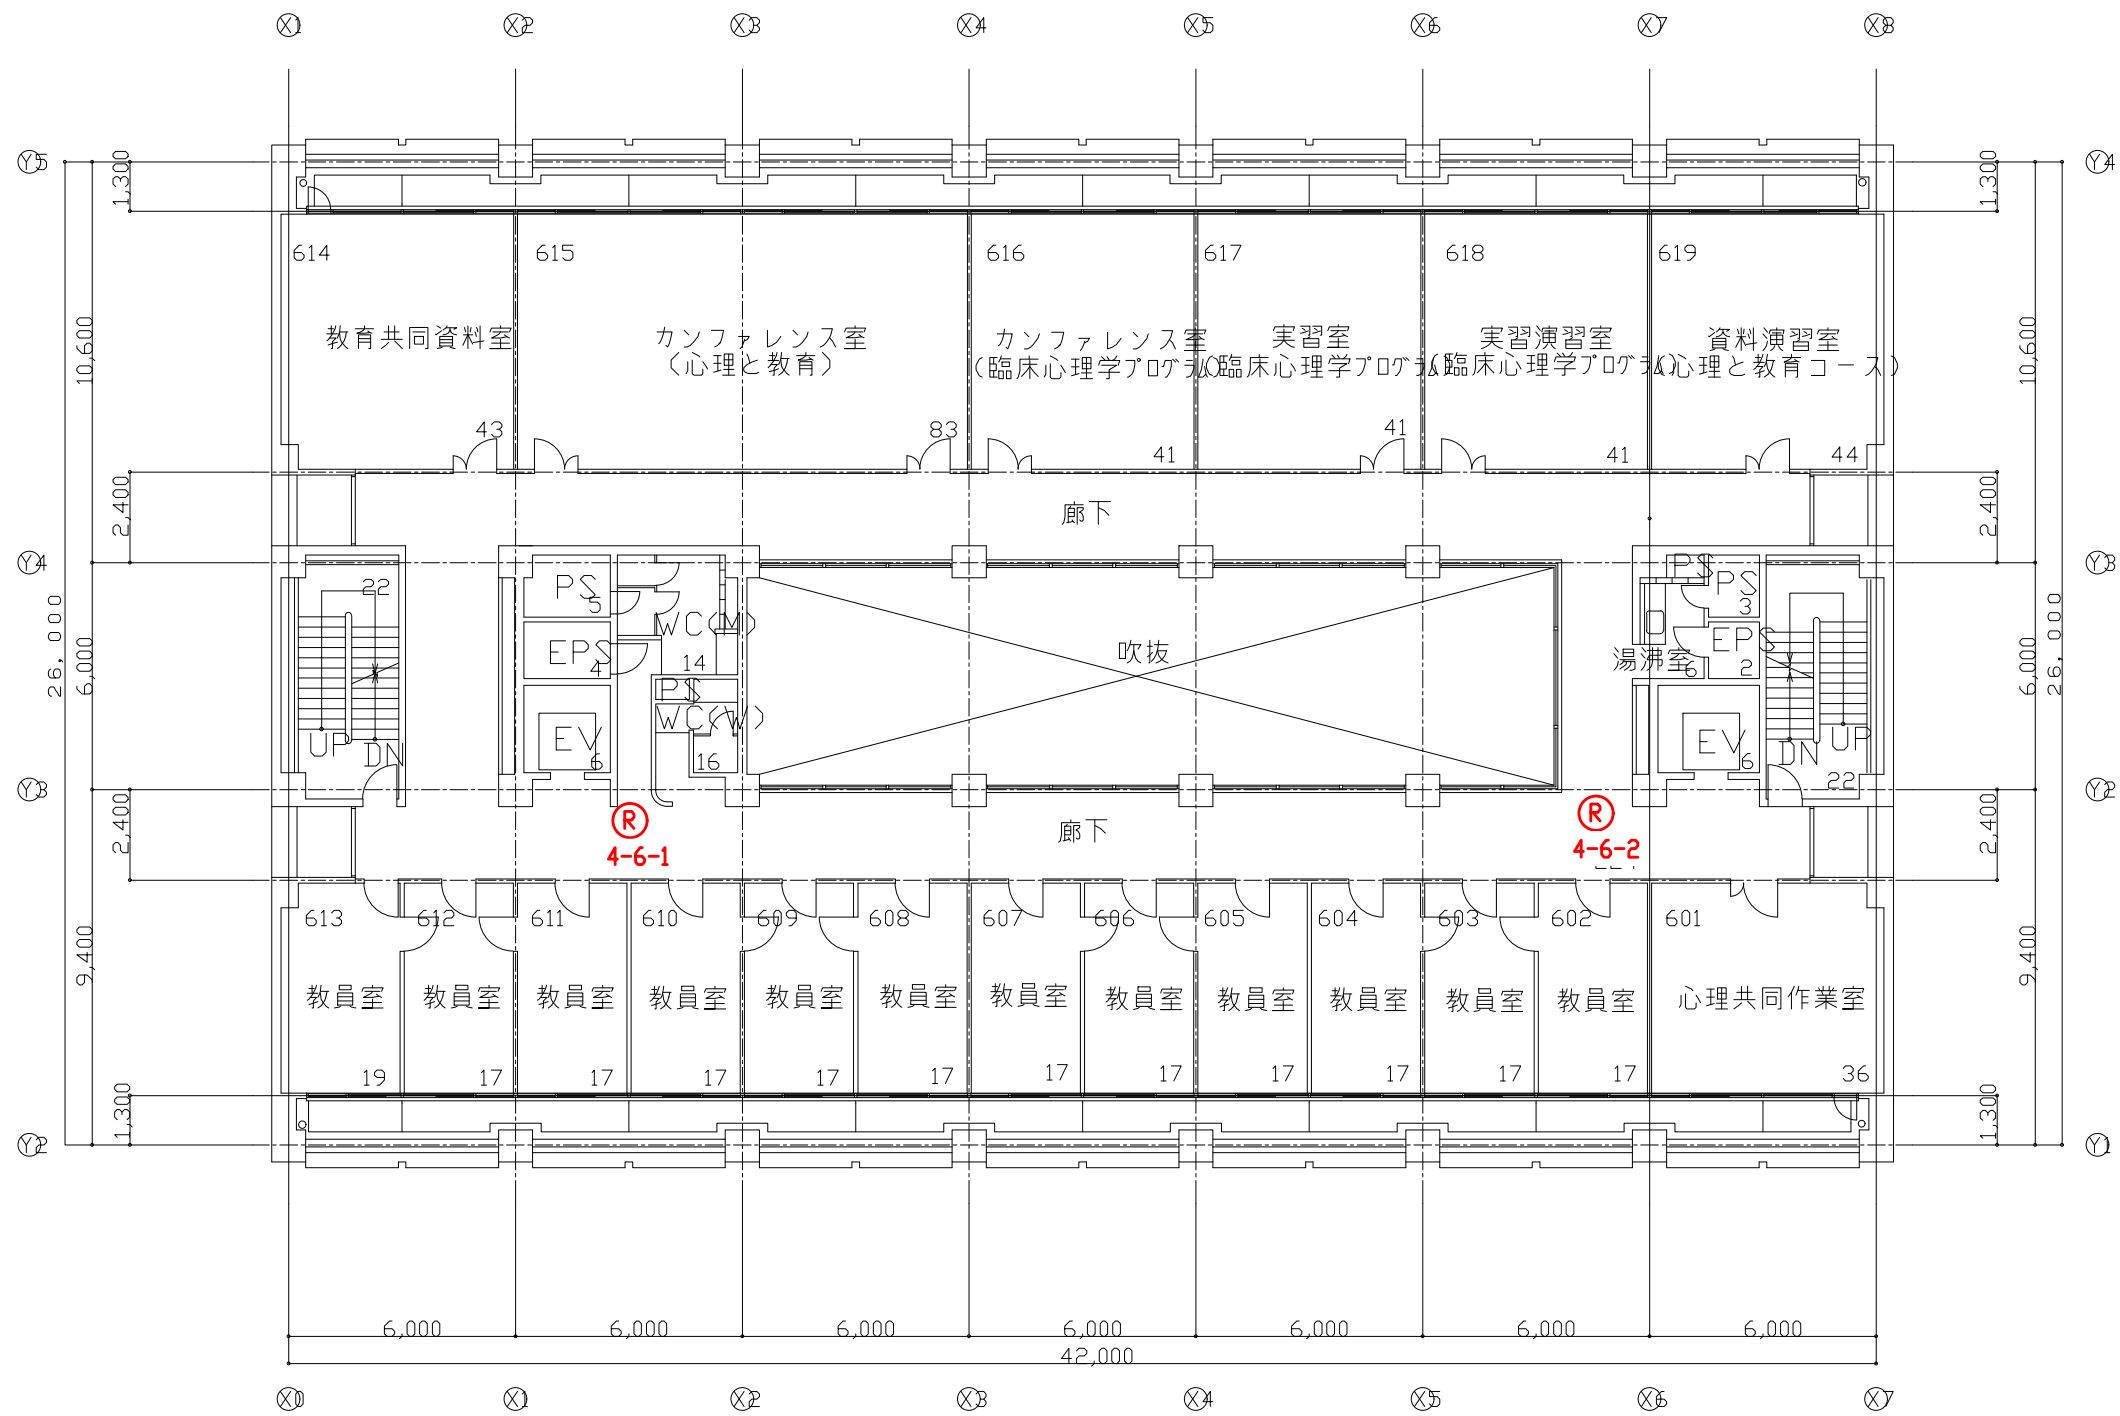 X1 X2 X3 X4 X5 X6 X7 X8
Y5
Y4
1,300
1,300
614
615
616
617
618
619
教育共同資料室
カンファレンス室
（心理と教育）
カンファレンス室
（臨床心理学プログラム）
実習室
（臨床心理学プログラム）
実習演習室
（臨床心理学プログラム）
資料演習室
（心理と教育コース）
10,600
10,600
43
83
41
41
41
44
2,400
廊下
2,400
Y4
Y3
22
PS
5
WC(M)
EPS
4
14
PS
WC(W)
EV
6
16
UP
DN
吹抜
PS
PS
3
EPS
2
湯沸室
6
EV
6
DN
UP
22
26,000
6,000
6,000
26,000
Y3
Y2
2,400
R
4-6-1
廊下
R
4-6-2
2,400
613
612
611
610
609
608
607
606
605
604
603
602
601
9,400
9,400
教員室
教員室
教員室
教員室
教員室
教員室
教員室
教員室
教員室
教員室
教員室
教員室
心理共同作業室
19
17
17
17
17
17
17
17
17
17
17
17
36
1,300
1,300
Y2
Y1
6,000 6,000 6,000 6,000 6,000 6,000 6,000
42,000
X0 X1 X2 X3 X4 X5 X6 X7